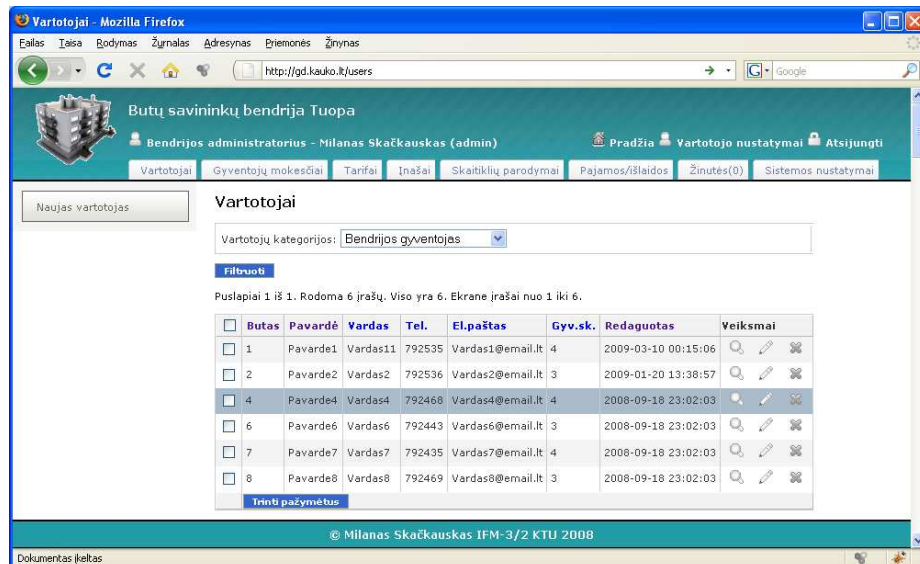 Vartotojai - Mozilla Firefox
Failas Taisa Rodymas Žurnalas Adresynas Priemonės Žinynas
http://gd.kauko.lt/users G Google
Butų savininkų bendrija Tuopa
Bendrijos administratorius - Milanas Skačkauskas (admin) Pradžia Vartotojo nustatymai Atsijungti
Vartotojai Gyventojų mokesčiai Tarifai Įnašai Skaitiklių parodymai Pajamos/išlaidos Žinutės(0) Sistemos nustatymai
Naujas vartotojas
Vartotojai
Vartotojų kategorijos: Bendrijos gyventojas
Filtruoti
Puslapiai 1 iš 1. Rodoma 6 įrašų. Viso yra 6. Ekrane įrašai nuo 1 iki 6.
Butas Pavardė Vardas Tel. El.paštas Gyv.sk. Redaguotas Veiksmai
1 Pavarde1 Vardas11 792535 Vardas1@email.lt 4 2009-03-10 00:15:06
2 Pavarde2 Vardas2 792536 Vardas2@email.lt 3 2009-01-20 13:38:57
4 Pavarde4 Vardas4 792468 Vardas4@email.lt 4 2008-09-18 23:02:03
6 Pavarde6 Vardas6 792443 Vardas6@email.lt 3 2008-09-18 23:02:03
7 Pavarde7 Vardas7 792435 Vardas7@email.lt 4 2008-09-18 23:02:03
8 Pavarde8 Vardas8 792469 Vardas8@email.lt 3 2008-09-18 23:02:03
Trinti pažymėtus
© Milanas Skačkauskas IFM-3/2 KTU 2008
Dokumentas įkeltas